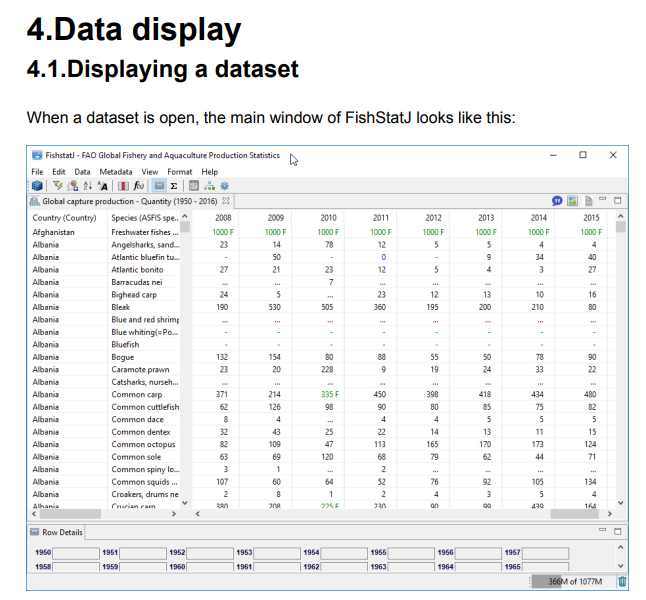 4.Data display
4.1.Displaying a dataset
When a dataset is open, the main window of FishStatJ looks like this:
FishstatJ - FAO Global Fishery and Aquaculture Production Statistics
File Edit Data Metadata View Format Help
Global capture production - Quantity (1950 - 2016)
Country (Country) Species (ASFIS spe.. 2008 2009 2010 2011 2012 2013 2014 2015
Afghanistan Freshwater fishes ... 1000 F 1000 F 1000 F 1000 F 1000 F 1000 F 1000 F 1000 F
Albania Angelsharks, sand... 23 14 78 12 5 5 4 4
Albania Atlantic bluefin tu... - 50 - 0 - 9 34 40
Albania Atlantic bonito 27 21 23 12 5 4 3 27
Albania Barracudas nei ... ... 7 ... ... ... ... ...
Albania Bighead carp 24 5 ... 23 12 13 10 16
Albania Bleak 190 530 505 360 195 200 210 80
Albania Blue and red shrimp ... ... ... ... ... ... ... ...
Albania Blue whiting(=Po... - - - - - - - -
Albania Bluefish - - - - - - - -
Albania Bogue 132 154 80 88 55 50 78 90
Albania Caramote prawn 23 20 228 9 19 24 33 22
Albania Catsharks, nurseh... ... ... ... ... ... ... ... ...
Albania Common carp 371 214 335 F 450 398 418 434 480
Albania Common cuttlefish 62 126 98 90 80 85 75 82
Albania Common dace 8 4 ... 4 4 5 5 5
Albania Common dentex 32 43 25 22 14 13 11 15
Albania Common octopus 82 109 47 113 165 170 173 124
Albania Common sole 63 69 120 68 79 62 44 71
Albania Common spiny lo... 3 1 ... 2 ... ... ... ...
Albania Common squids ... 107 60 64 52 76 92 105 134
Albania Croakers, drums ne 2 8 1 2 4 3 5 4
Albania Crucian carp 380 208 225 F 230 90 99 439 164
Row Details
1950 1951 1952 1953 1954 1955 1956 1957
1958 1959 1960 1961 1962 1963 1964 1965
366M of 1077M